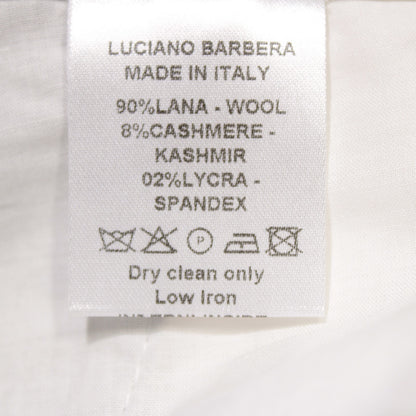 LUCIANO BARBERA
MADE IN ITALY
90%LANA - WOOL
8%CASHMERE -
KASHMIR
02%LYCRA -
SPANDEX
P
Dry clean only
Low Iron